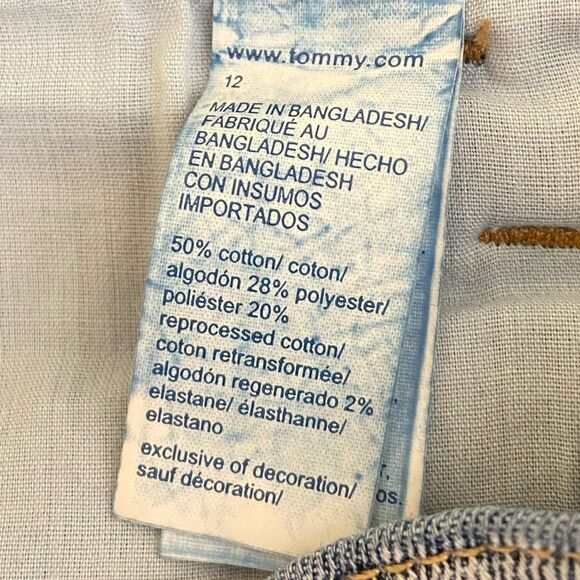 www.tommy.com
12
MADE IN BANGLADESH/
FABRIQUÉ AU
BANGLADESH/ HECHO
EN BANGLADESH
CON INSUMOS
IMPORTADOS
50% cotton/ coton/
algodón 28% polyester/
poliéster 20%
reprocessed cotton/
coton retransformée/
algodón regenerado 2%
elastane/ élasthanne/
elastano
exclusive of decoration/
sauf décoration/
os.